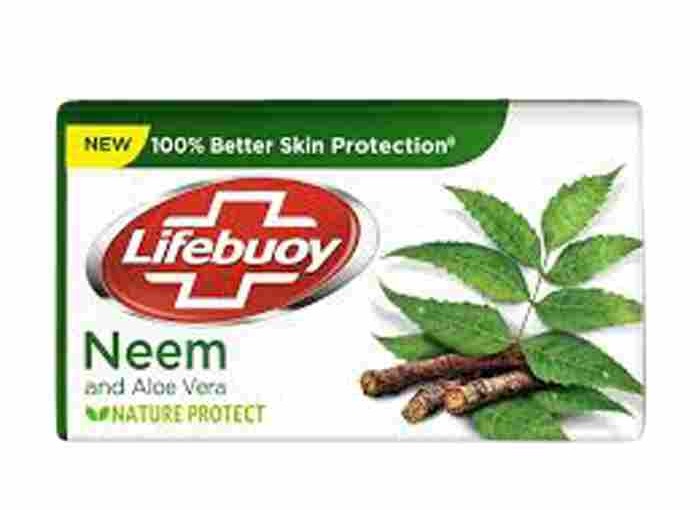 NEW 100% Better Skin Protection*
Lifebuoy
Neem
and Aloe Vera
NATURE PROTECT